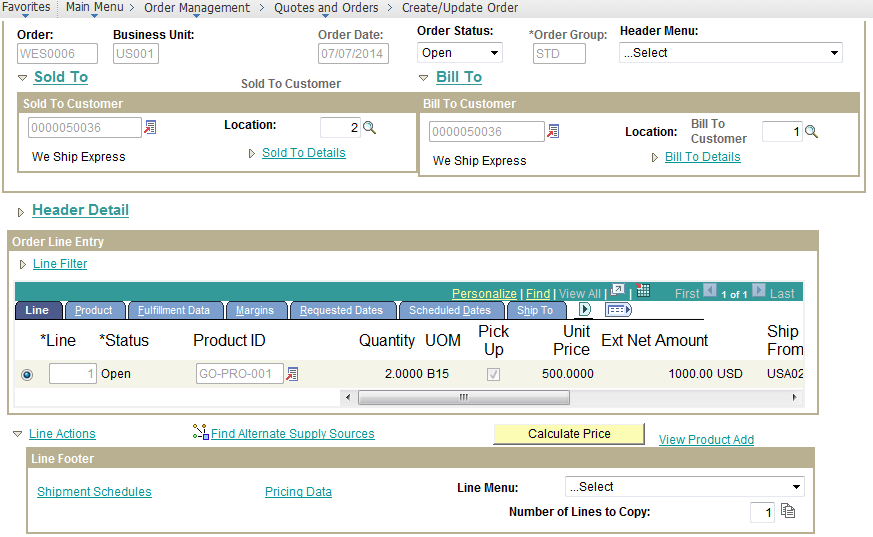 Favorites Main Menu > Order Management > Quotes and Orders > Create/Update Order
Order: Business Unit: Order Date: Order Status: *Order Group: Header Menu:
WES0006 US001 07/07/2014 Open STD ...Select
Sold To Sold To Customer Bill To
Sold To Customer Bill To Customer
0000050036 Location: 2 0000050036 Location: Bill To Customer 1
We Ship Express Sold To Details We Ship Express Bill To Details
Header Detail
Order Line Entry
Line Filter
Personalize | Find | View All | | First 1 of 1 Last
Line Product Fulfillment Data Margins Requested Dates Scheduled Dates Ship To
*Line *Status Product ID Quantity UOM Pick Up Unit Price Ext Net Amount Ship From
1 Open GO-PRO-001 2.0000 B15 500.0000 1000.00 USD USA02
Line Actions Find Alternate Supply Sources Calculate Price View Product Add
Line Footer
Shipment Schedules Pricing Data Line Menu: ...Select
Number of Lines to Copy: 1